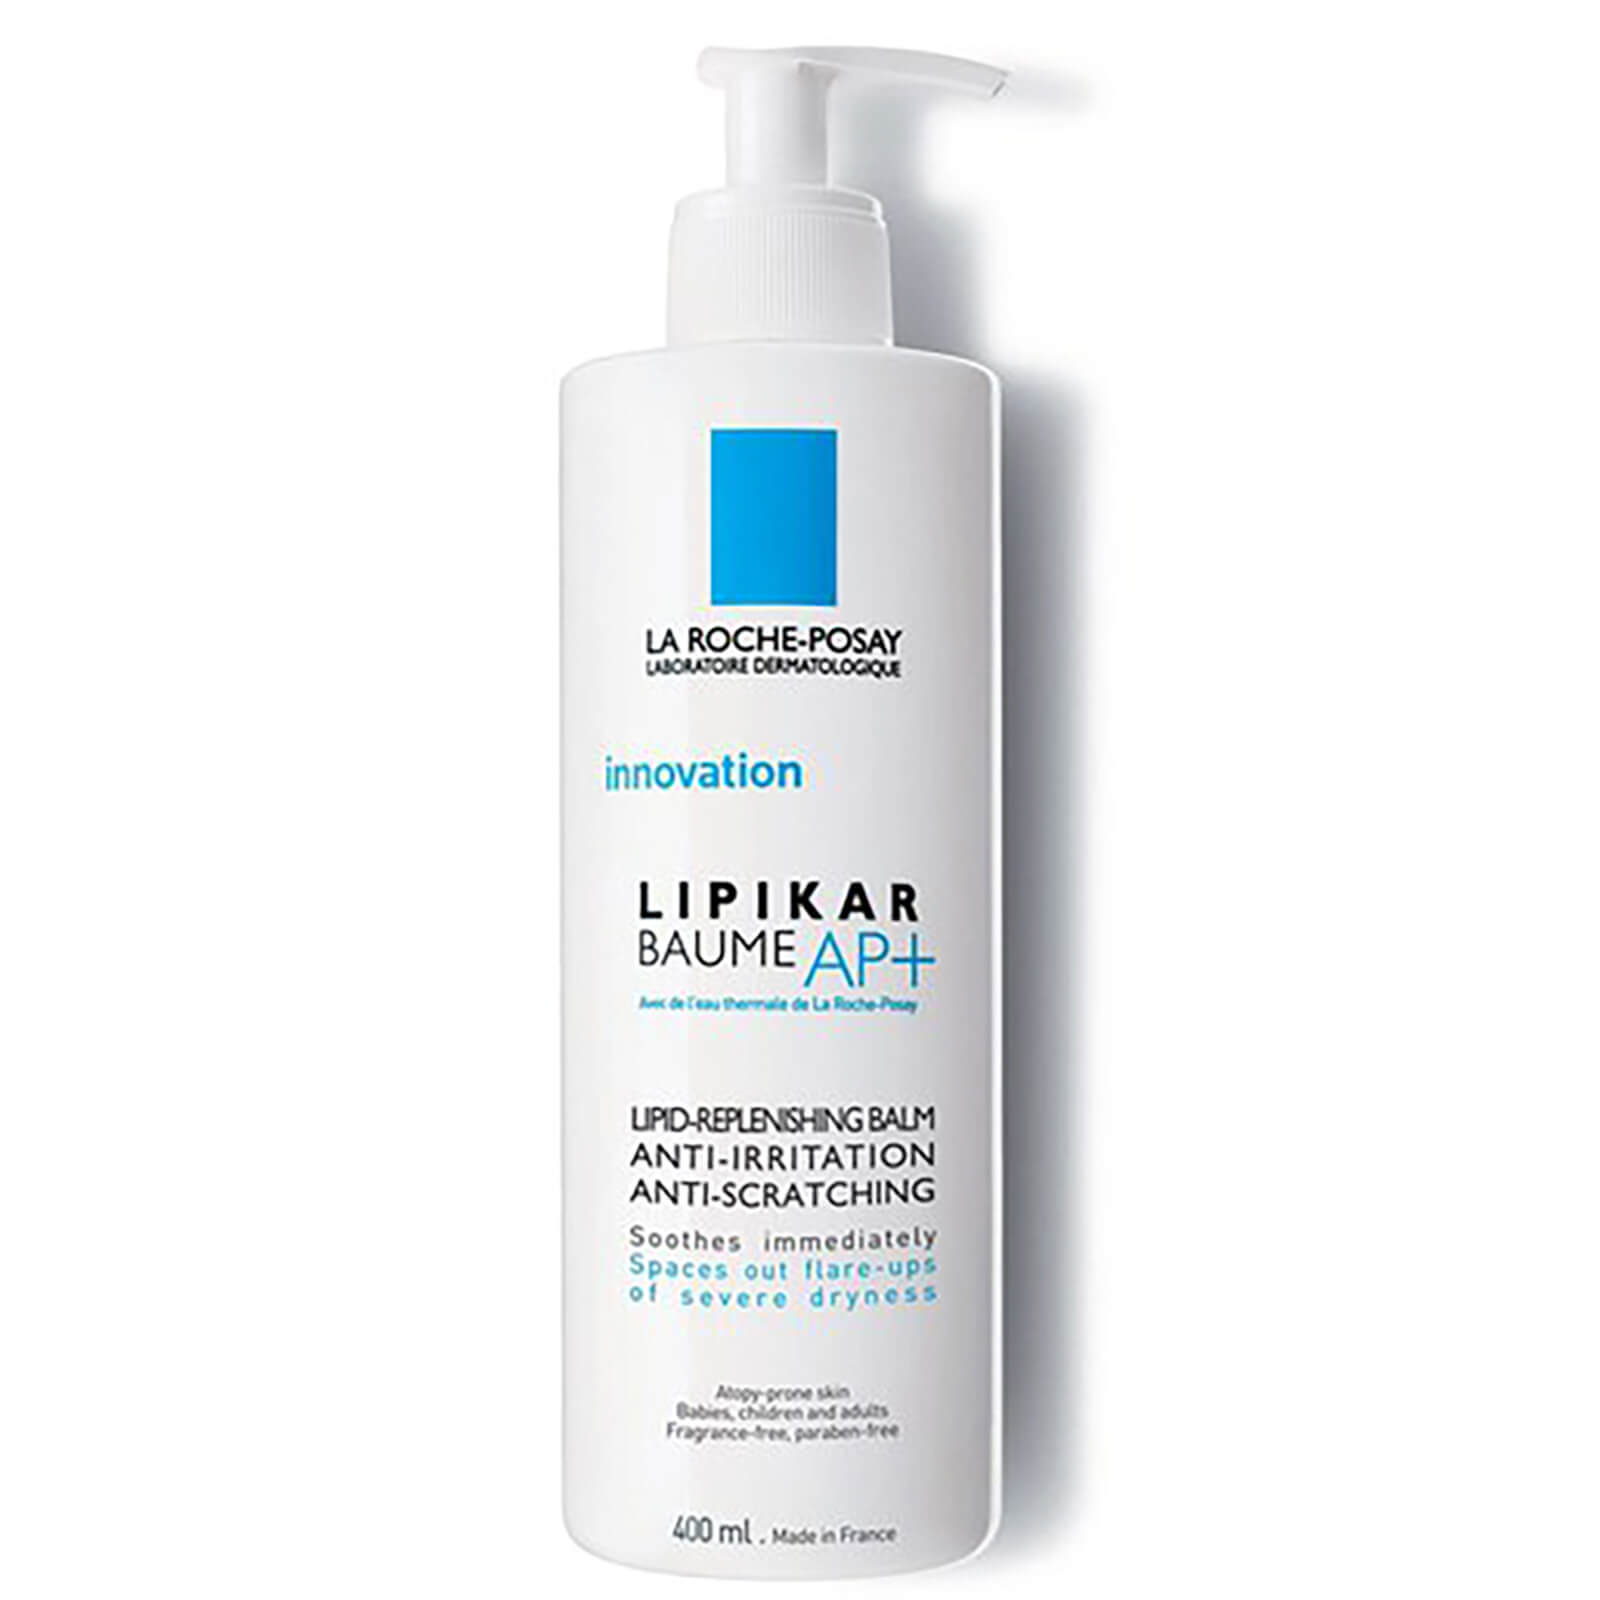 LA ROCHE-POSAY
LABORATOIRE DERMATOLOGIQUE
innovation
LIPIKAR
BAUME AP+
Avec de l'eau thermale de La Roche-Posay
LIPID-REPLENISHING BALM
ANTI-IRRITATION
ANTI-SCRATCHING
Soothes immediately
Spaces out flare-ups
of severe dryness
Atopy-prone skin
Babies, children and adults
Fragrance-free, paraben-free
400 ml . Made in France